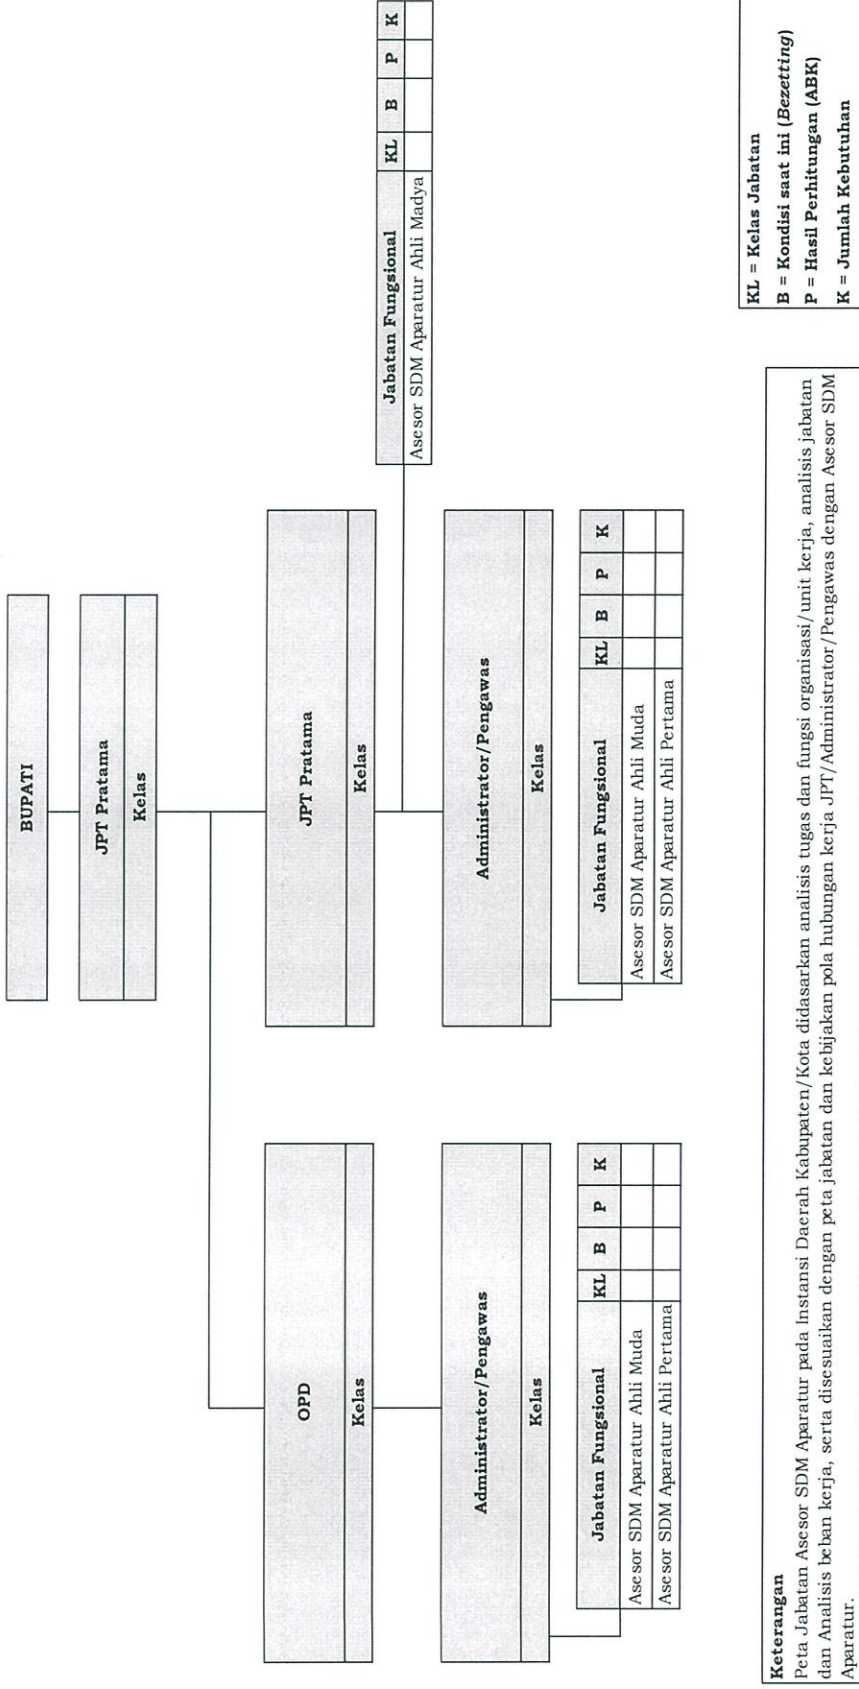 BUPATI
JPT Pratama
Kelas
OPD
Kelas
JPT Pratama
Kelas
Jabatan Fungsional KL B P K
Asesor SDM Aparatur Ahli Madya
Administrator/Pengawas
Kelas
Administrator/Pengawas
Kelas
Jabatan Fungsional KL B P K
Asesor SDM Aparatur Ahli Muda
Asesor SDM Aparatur Ahli Pertama
Jabatan Fungsional KL B P K
Asesor SDM Aparatur Ahli Muda
Asesor SDM Aparatur Ahli Pertama
KL = Kelas Jabatan
B = Kondisi saat ini (Bezetting)
P = Hasil Perhitungan (ABK)
K = Jumlah Kebutuhan
Keterangan
Peta Jabatan Asesor SDM Aparatur pada Instansi Daerah Kabupaten/Kota didasarkan analisis tugas dan fungsi organisasi/unit kerja, analisis jabatan
dan Analisis beban kerja, serta disesuaikan dengan peta jabatan dan kebijakan pola hubungan kerja JPT/Administrator/Pengawas dengan Asesor SDM
Aparatur.